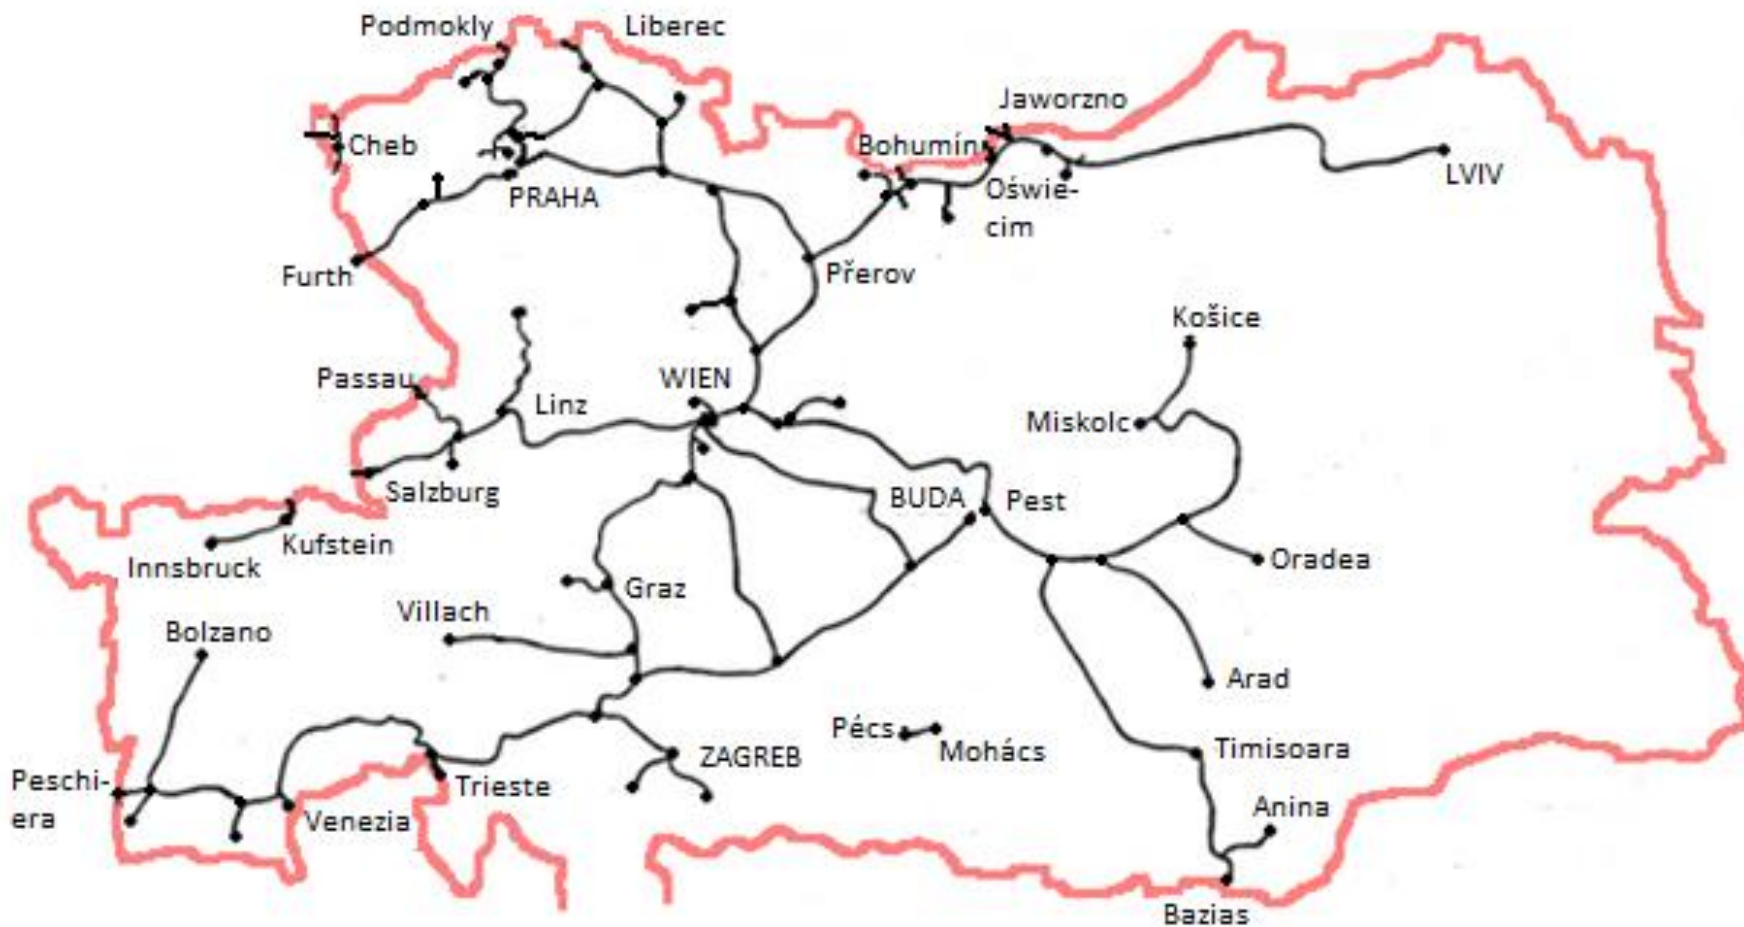 Podmokly
Liberec
Jaworzno
Cheb
Bohumín
PRAHA
Oświe-
cim
LVIV
Furth
Přerov
Košice
Passau
WIEN
Linz
Miskolc
Salzburg
BUDA
Pest
Kufstein
Innsbruck
Oradea
Graz
Villach
Bolzano
Arad
Pécs
Mohács
ZAGREB
Timisoara
Peschi-
era
Venezia
Trieste
Anina
Bazias